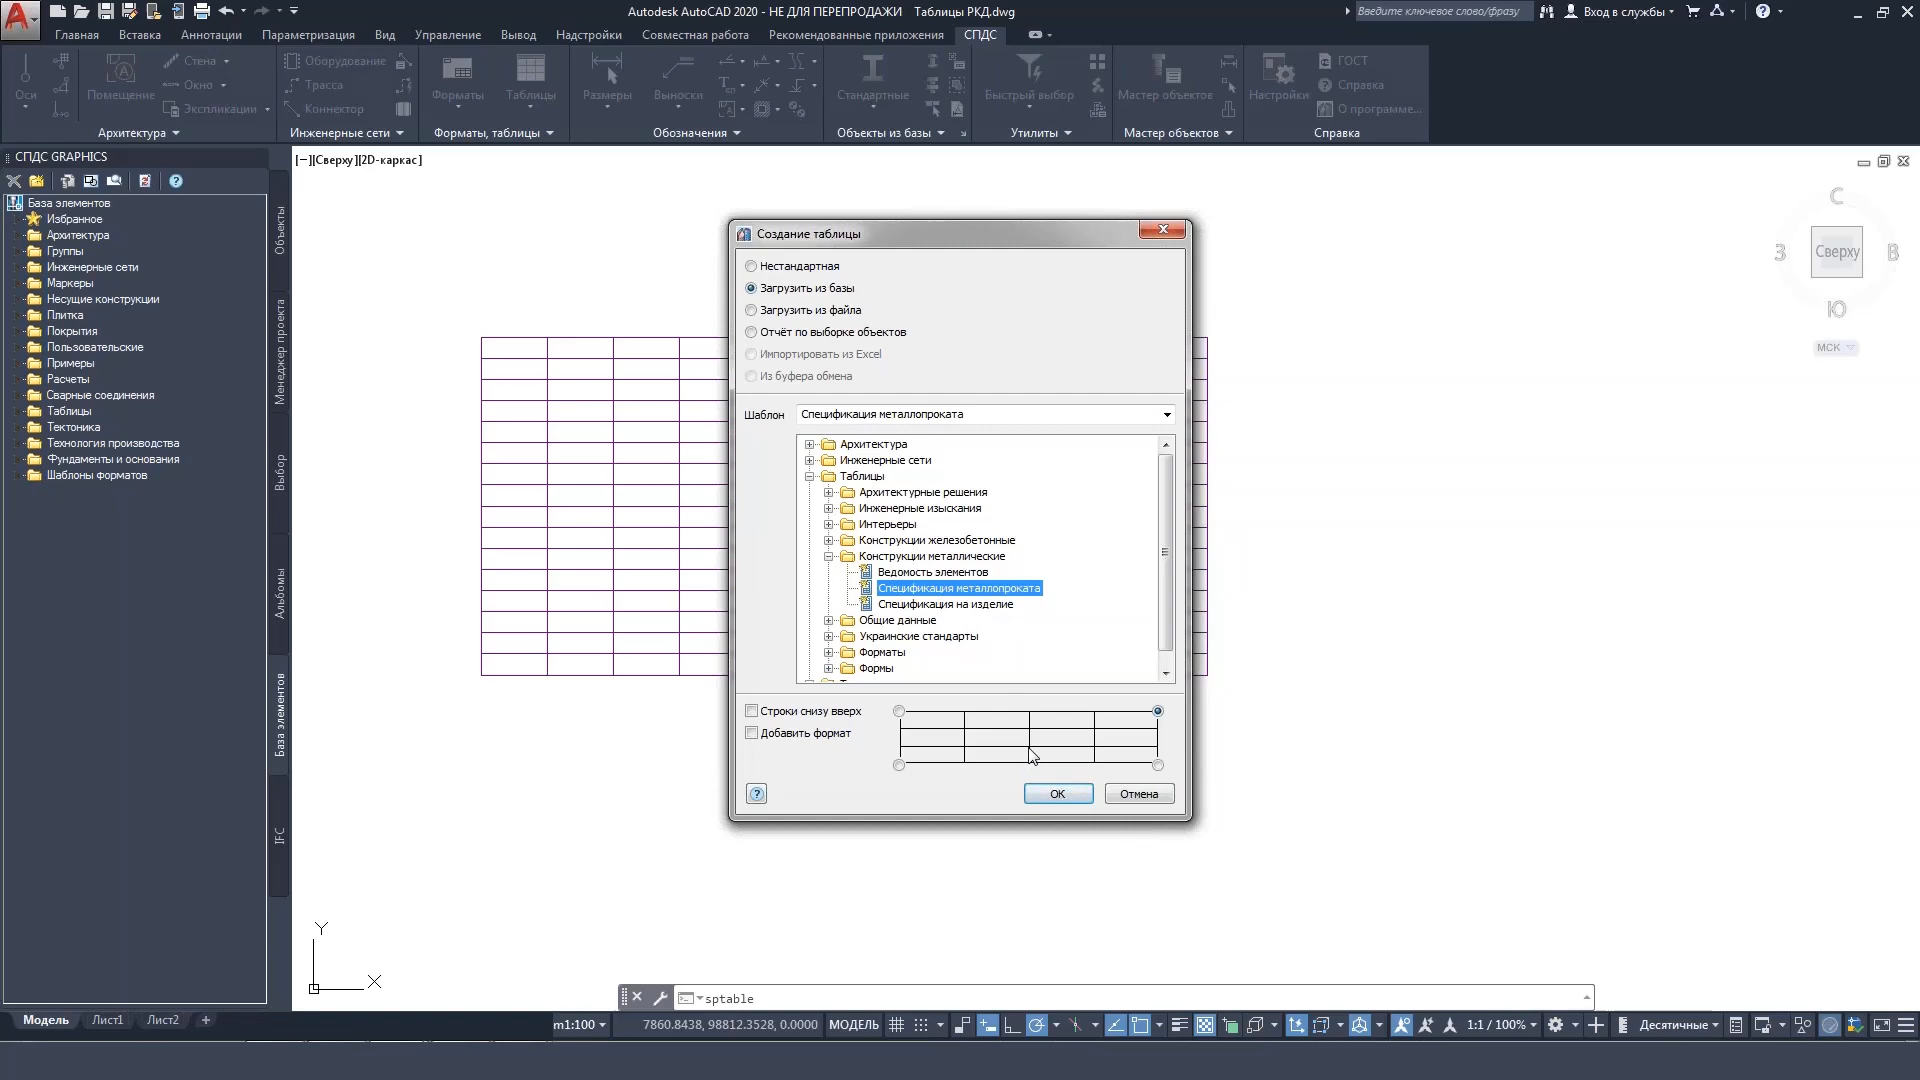 Autodesk AutoCAD 2020 - НЕ ДЛЯ ПЕРЕПРОДАЖИ Таблицы РКД.dwg
Введите ключевое слово/фразу
Вход в службы
Главная Вставка Аннотации Параметризация Вид Управление Вывод Надстройки Совместная работа Рекомендованные приложения СПДС
Оси
Помещение
Стена
Окно
Экспликации
Оборудование
Трасса
Коннектор
Форматы
Таблицы
Размеры
Выноски
Стандартные
Быстрый выбор
Мастер объектов
Настройки
ГОСТ
Справка
О программе...
Архитектура
Инженерные сети
Форматы, таблицы
Обозначения
Объекты из базы
Утилиты
Мастер объектов
Справка
СПДС GRAPHICS
База элементов
Избранное
Архитектура
Группы
Инженерные сети
Маркеры
Несущие конструкции
Плитка
Покрытия
Пользовательские
Примеры
Расчеты
Сварные соединения
Таблицы
Тектоника
Технология производства
Фундаменты и основания
Шаблоны форматов
Объекты
Менеджер проекта
Выбор
Альбомы
База элементов
IFC
[−][Сверху][2D-каркас]
С
З
Сверху
В
Ю
МСК
Создание таблицы
Нестандартная
Загрузить из базы
Загрузить из файла
Отчёт по выборке объектов
Импортировать из Excel
Из буфера обмена
Шаблон
Спецификация металлопроката
Архитектура
Инженерные сети
Таблицы
Архитектурные решения
Инженерные изыскания
Интерьеры
Конструкции железобетонные
Конструкции металлические
Ведомость элементов
Спецификация металлопроката
Спецификация на изделие
Общие данные
Украинские стандарты
Форматы
Формы
Строки снизу вверх
Добавить формат
OK
Отмена
Y
X
sptable
Модель
Лист1
Лист2
+
m1:100
7860.8438, 98812.3528, 0.0000
МОДЕЛЬ
1:1 / 100%
Десятичные